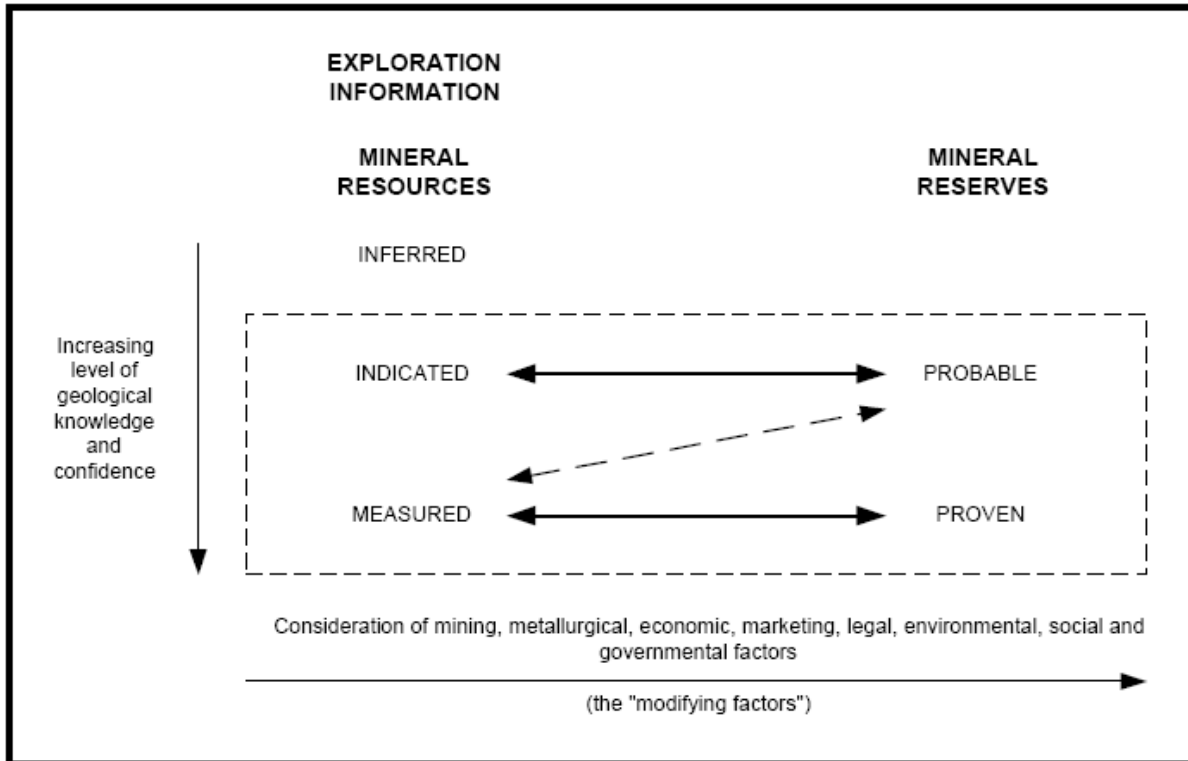 EXPLORATION
INFORMATION
MINERAL
RESOURCES
MINERAL
RESERVES
INFERRED
Increasing
level of
geological
knowledge
and
confidence
INDICATED
PROBABLE
MEASURED
PROVEN
Consideration of mining, metallurgical, economic, marketing, legal, environmental, social and
governmental factors
(the "modifying factors")